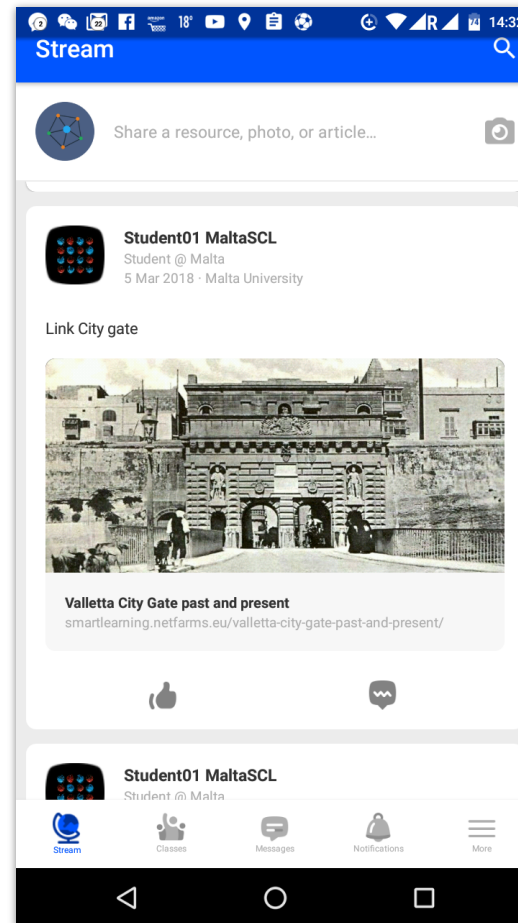 18°
R
74
14:32
Stream
Share a resource, photo, or article...
Student01 MaltaSCL
Student @ Malta
5 Mar 2018 · Malta University
Link City gate
Valletta City Gate past and present
smartlearning.netfarms.eu/valletta-city-gate-past-and-present/
Student01 MaltaSCL
Student @ Malta
Stream
Classes
Messages
Notifications
More